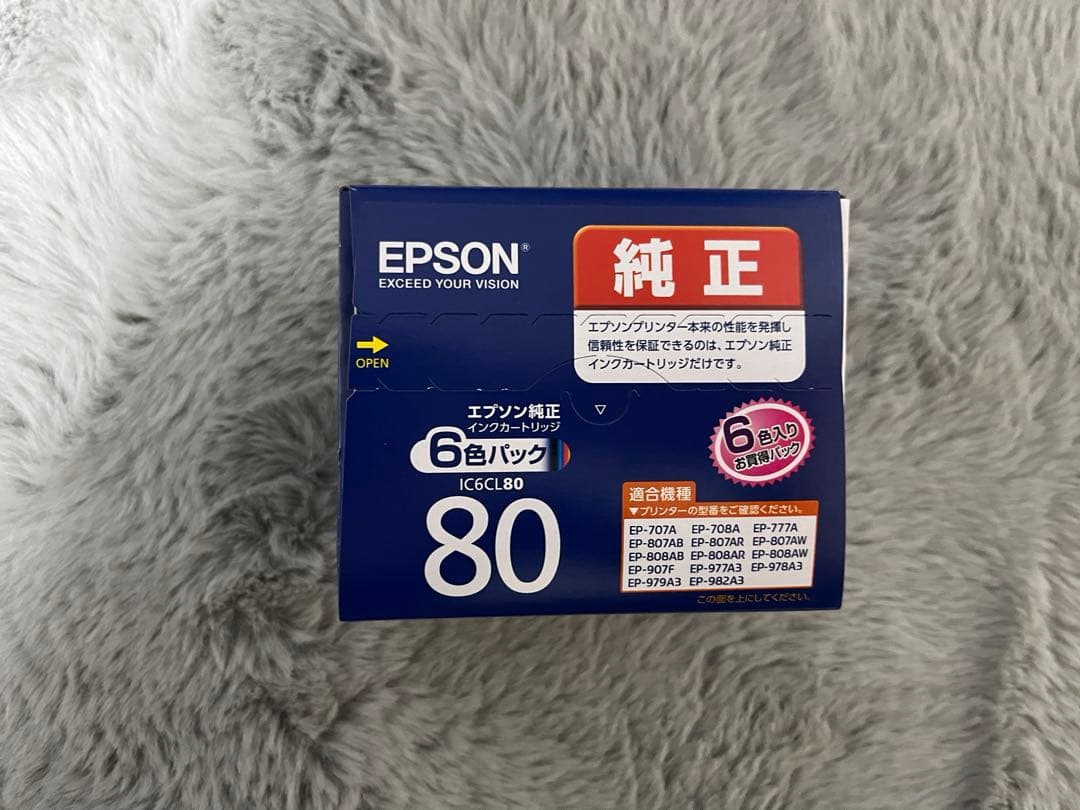 EPSON®
EXCEED YOUR VISION
純正
エプソンプリンター本来の性能を発揮し
信頼性を保証できるのは、エプソン純正
インクカートリッジだけです。
OPEN
エプソン純正
インクカートリッジ
6色パック
IC6CL80
80
6色入り
お買得パック
適合機種
▼プリンターの型番をご確認ください。
EP-707A EP-708A EP-777A
EP-807AB EP-807AR EP-807AW
EP-808AB EP-808AR EP-808AW
EP-907F EP-977A3 EP-978A3
EP-979A3 EP-982A3
この面を上にしてください。